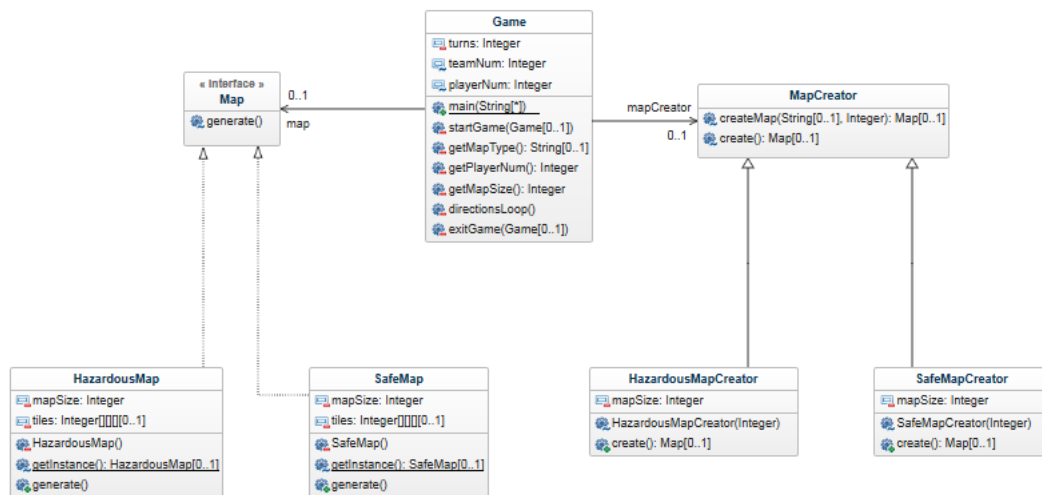 Game
turns: Integer
teamNum: Integer
playerNum: Integer
main(String[*])
startGame(Game[0..1])
getMapType(): String[0..1]
getPlayerNum(): Integer
getMapSize(): Integer
directionsLoop()
exitGame(Game[0..1])
« Interface »
Map
generate()
0..1
map
mapCreator
0..1
MapCreator
createMap(String[0..1], Integer): Map[0..1]
create(): Map[0..1]
HazardousMap
mapSize: Integer
tiles: Integer[][][][0..1]
HazardousMap()
getInstance(): HazardousMap[0..1]
generate()
SafeMap
mapSize: Integer
tiles: Integer[][][][0..1]
SafeMap()
getInstance(): SafeMap[0..1]
generate()
HazardousMapCreator
mapSize: Integer
HazardousMapCreator(Integer)
create(): Map[0..1]
SafeMapCreator
mapSize: Integer
SafeMapCreator(Integer)
create(): Map[0..1]